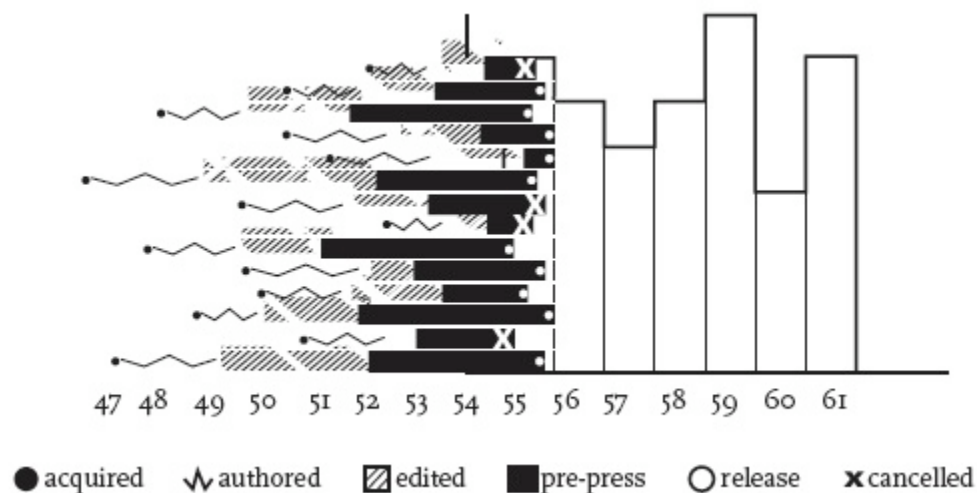 47 48 49 50 51 52 53 54 55 56 57 58 59 60 61
acquired authored edited pre-press release cancelled